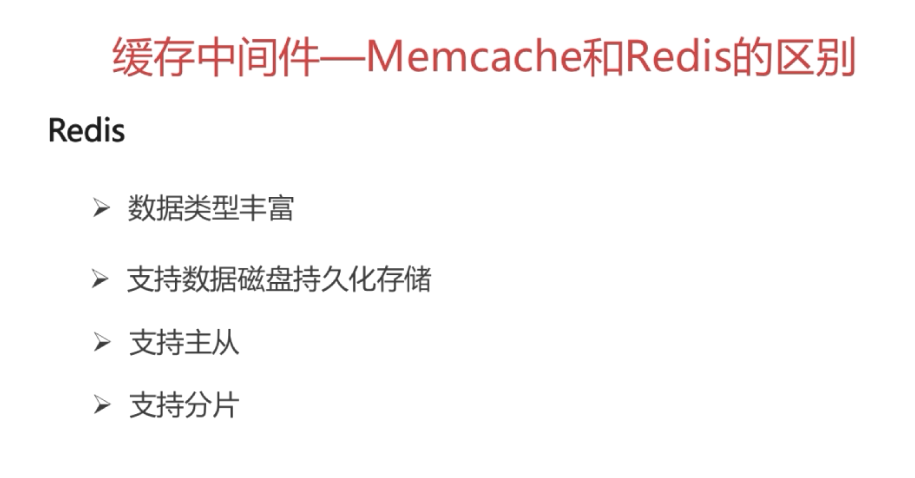 缓存中间件—Memcache和Redis的区别
Redis
数据类型丰富
支持数据磁盘持久化存储
支持主从
支持分片